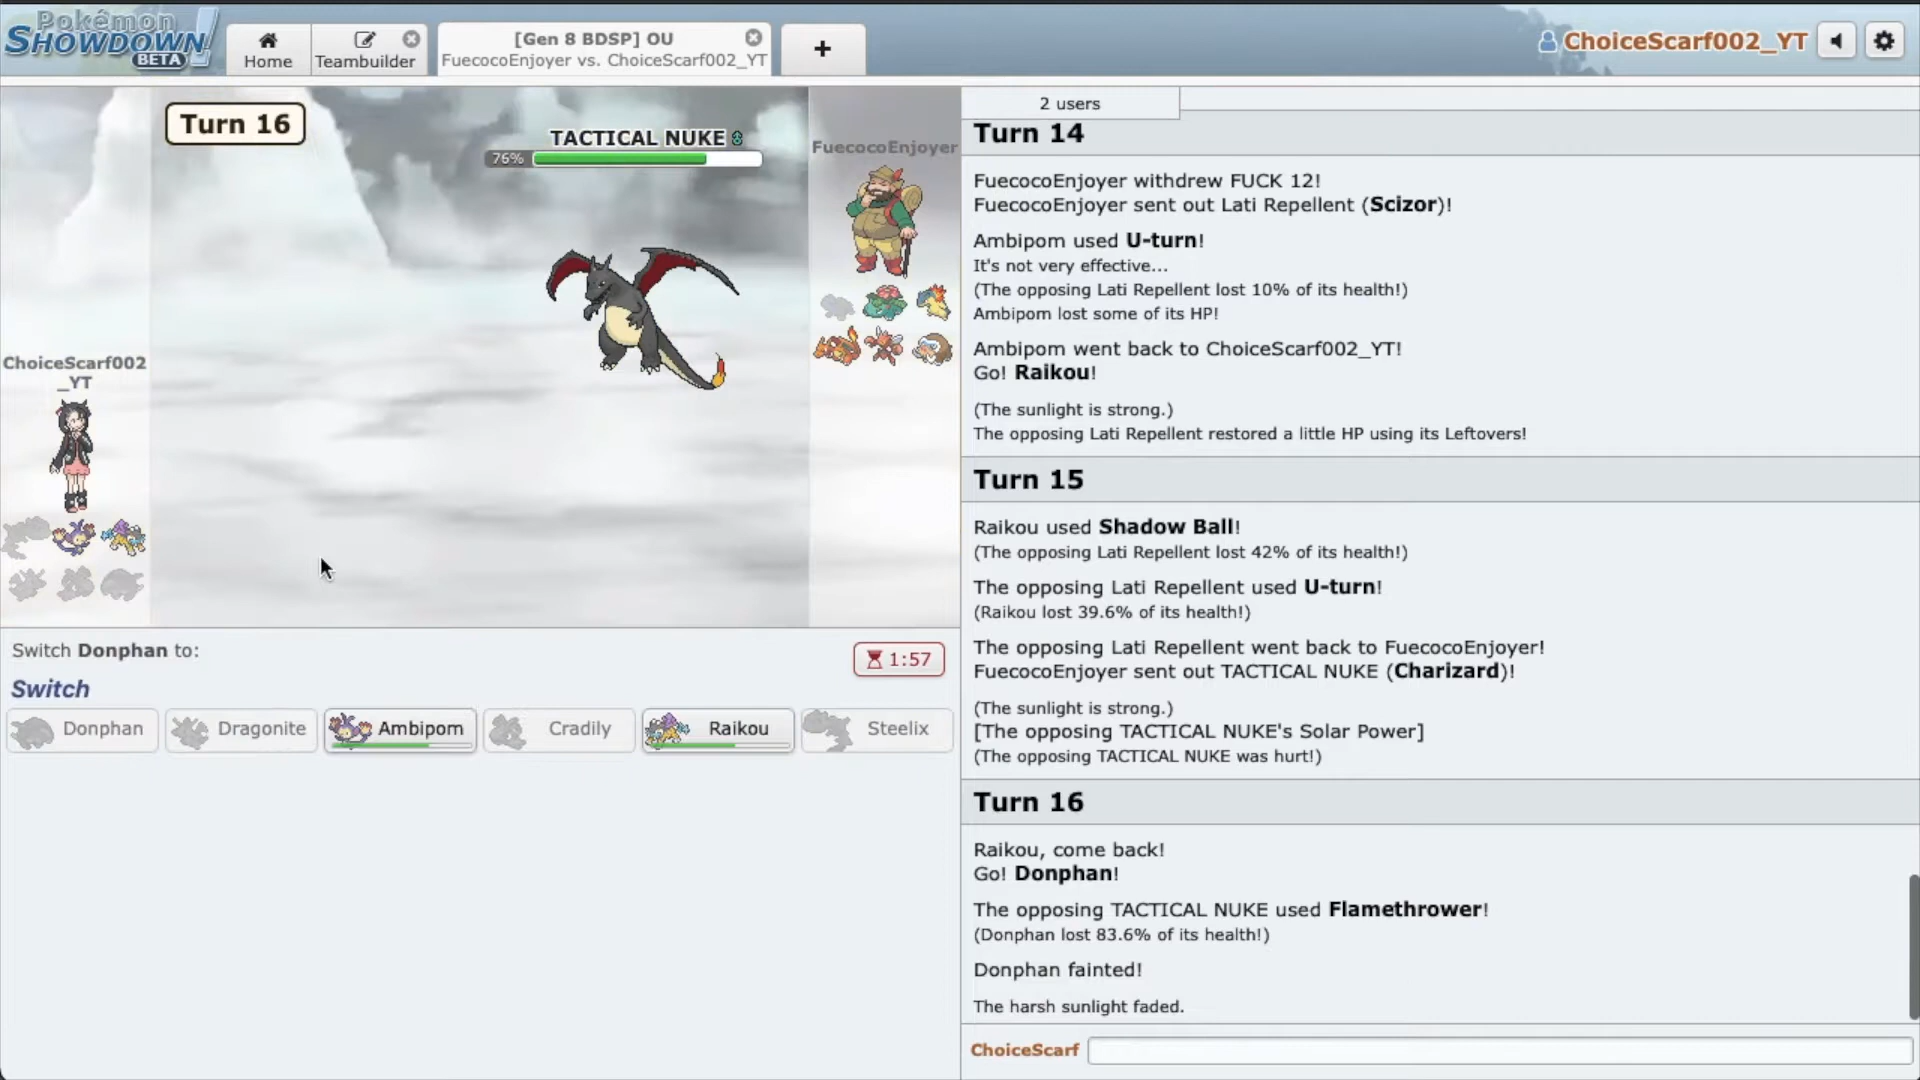 Pokémon
SHOWDOWN!
BETA
Home
Teambuilder
[Gen 8 BDSP] OU
FuecocoEnjoyer vs. ChoiceScarf002_YT
+
ChoiceScarf002_YT
Turn 16
TACTICAL NUKE
76%
FuecocoEnjoyer
ChoiceScarf002
_YT
Switch Donphan to:
1:57
Switch
Donphan
Dragonite
Ambipom
Cradily
Raikou
Steelix
2 users
Turn 14
FuecocoEnjoyer withdrew FUCK 12!
FuecocoEnjoyer sent out Lati Repellent (Scizor)!
Ambipom used U-turn!
It's not very effective...
(The opposing Lati Repellent lost 10% of its health!)
Ambipom lost some of its HP!
Ambipom went back to ChoiceScarf002_YT!
Go! Raikou!
(The sunlight is strong.)
The opposing Lati Repellent restored a little HP using its Leftovers!
Turn 15
Raikou used Shadow Ball!
(The opposing Lati Repellent lost 42% of its health!)
The opposing Lati Repellent used U-turn!
(Raikou lost 39.6% of its health!)
The opposing Lati Repellent went back to FuecocoEnjoyer!
FuecocoEnjoyer sent out TACTICAL NUKE (Charizard)!
(The sunlight is strong.)
[The opposing TACTICAL NUKE's Solar Power]
(The opposing TACTICAL NUKE was hurt!)
Turn 16
Raikou, come back!
Go! Donphan!
The opposing TACTICAL NUKE used Flamethrower!
(Donphan lost 83.6% of its health!)
Donphan fainted!
The harsh sunlight faded.
ChoiceScarf